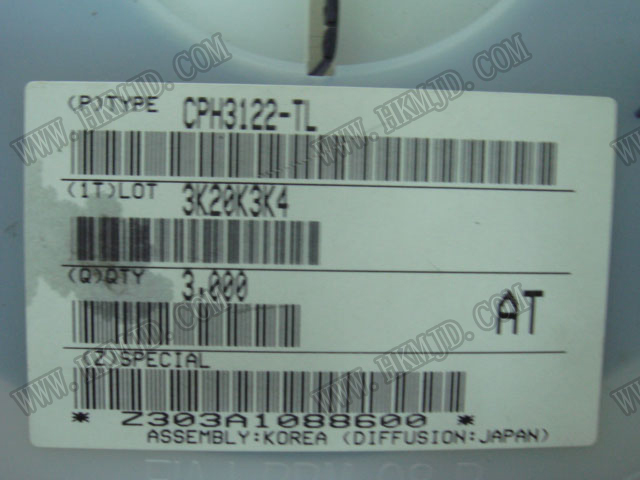 (P)TYPE CPH3122-TL
(1T)LOT 3K20K3K4
(Q)QTY 3,000
AT
(Z)SPECIAL
* Z303A1088600 *
ASSEMBLY:KOREA (DIFFUSION:JAPAN)
WWW.HKMJD.COM
WWW.HKMJD.COM
WWW.HKMJD.COM
WWW.HKMJD.COM
WWW.HKMJD.COM
WWW.HKMJD.COM